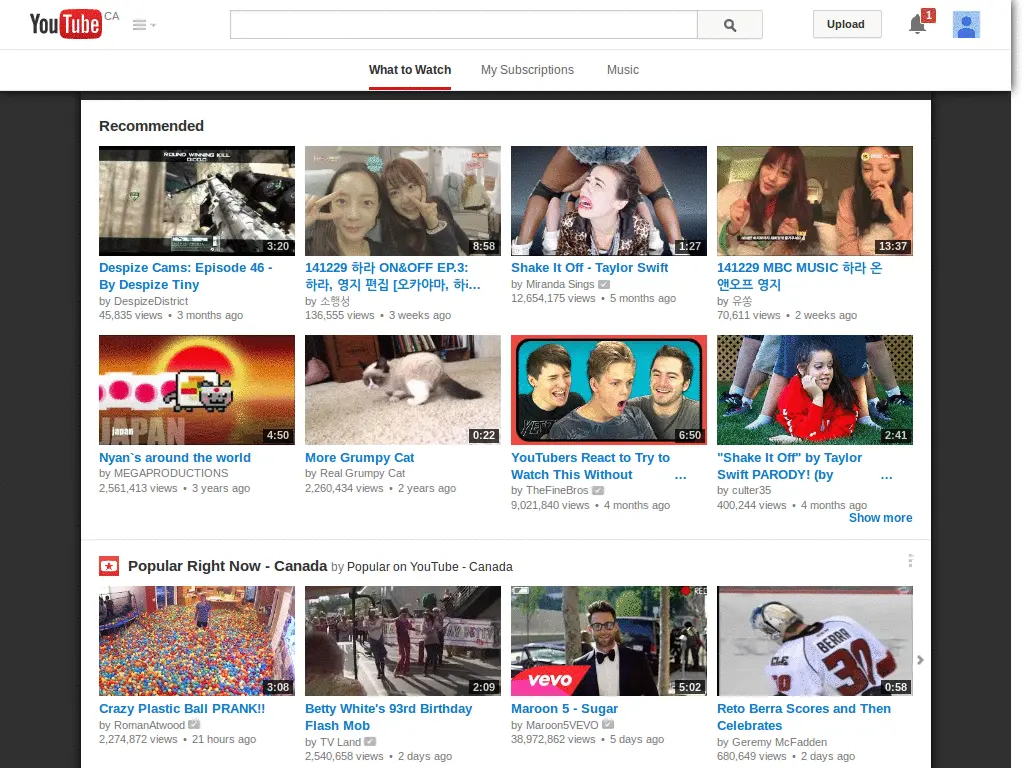 YouTube CA
Upload
1
What to Watch My Subscriptions Music
Recommended
ROUND WINNING KILL
3:20
8:58
1:27
13:37
Despize Cams: Episode 46 -
By Despize Tiny
by DespizeDistrict
45,835 views • 3 months ago
141229 하라 ON&OFF EP.3:
하라, 영지 편집 [오카야마, 하...
by 소행성
136,555 views • 3 weeks ago
Shake It Off - Taylor Swift
by Miranda Sings
12,654,175 views • 5 months ago
141229 MBC MUSIC 하라 온
앤오프 영지
by 유쏭
70,611 views • 2 weeks ago
japan
JAPAN
4:50
0:22
6:50
2:41
Nyan`s around the world
by MEGAPRODUCTIONS
2,561,413 views • 3 years ago
More Grumpy Cat
by Real Grumpy Cat
2,260,434 views • 2 years ago
YouTubers React to Try to
Watch This Without ...
by TheFineBros
9,021,840 views • 4 months ago
"Shake It Off" by Taylor
Swift PARODY! (by ...
by culter35
400,244 views • 4 months ago
Show more
Popular Right Now - Canada by Popular on YouTube - Canada
3:08
2:09
REC
vevo
5:02
BERRA
30
0:58
Crazy Plastic Ball PRANK!!
by RomanAtwood
2,274,872 views • 21 hours ago
Betty White's 93rd Birthday
Flash Mob
by TV Land
2,540,658 views • 2 days ago
Maroon 5 - Sugar
by Maroon5VEVO
38,972,862 views • 5 days ago
Reto Berra Scores and Then
Celebrates
by Geremy McFadden
680,649 views • 2 days ago